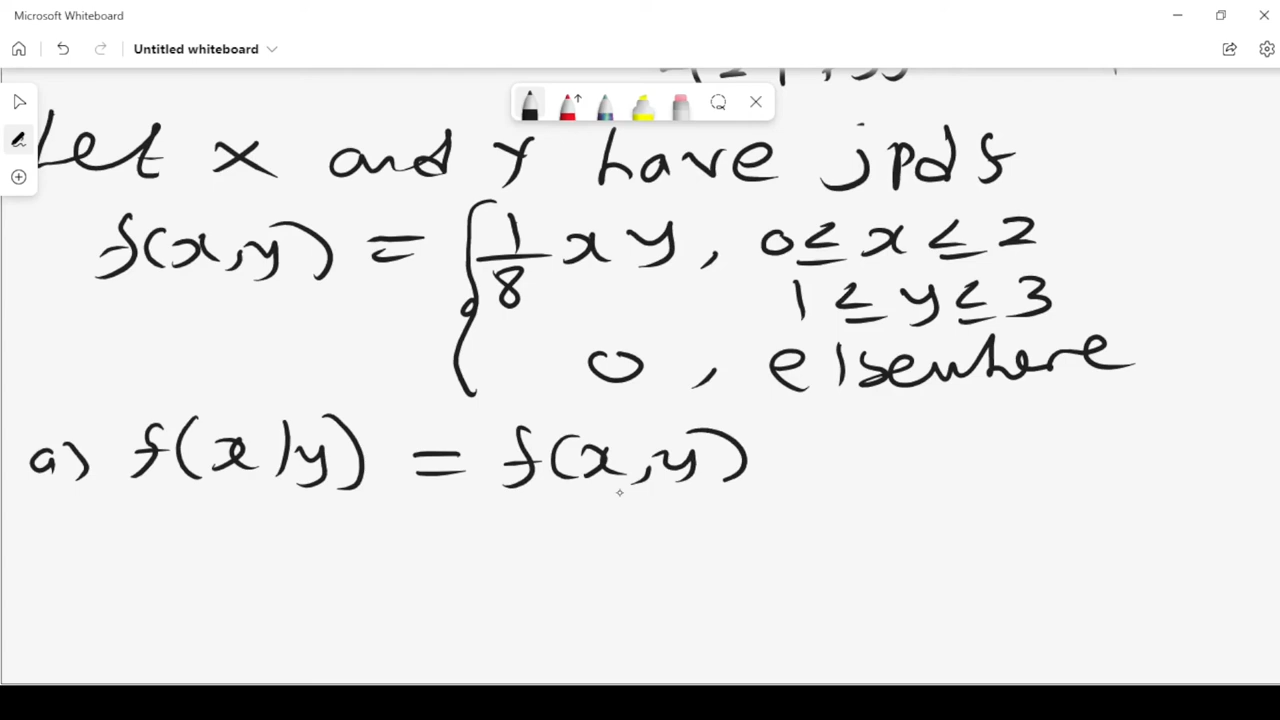 Microsoft Whiteboard
Untitled whiteboard
Let x and y have jpdf
f(x,y) = { 1/8 xy, 0 ≤ x ≤ 2
1 ≤ y ≤ 3
0, elsewhere
a) f(x|y) = f(x,y)